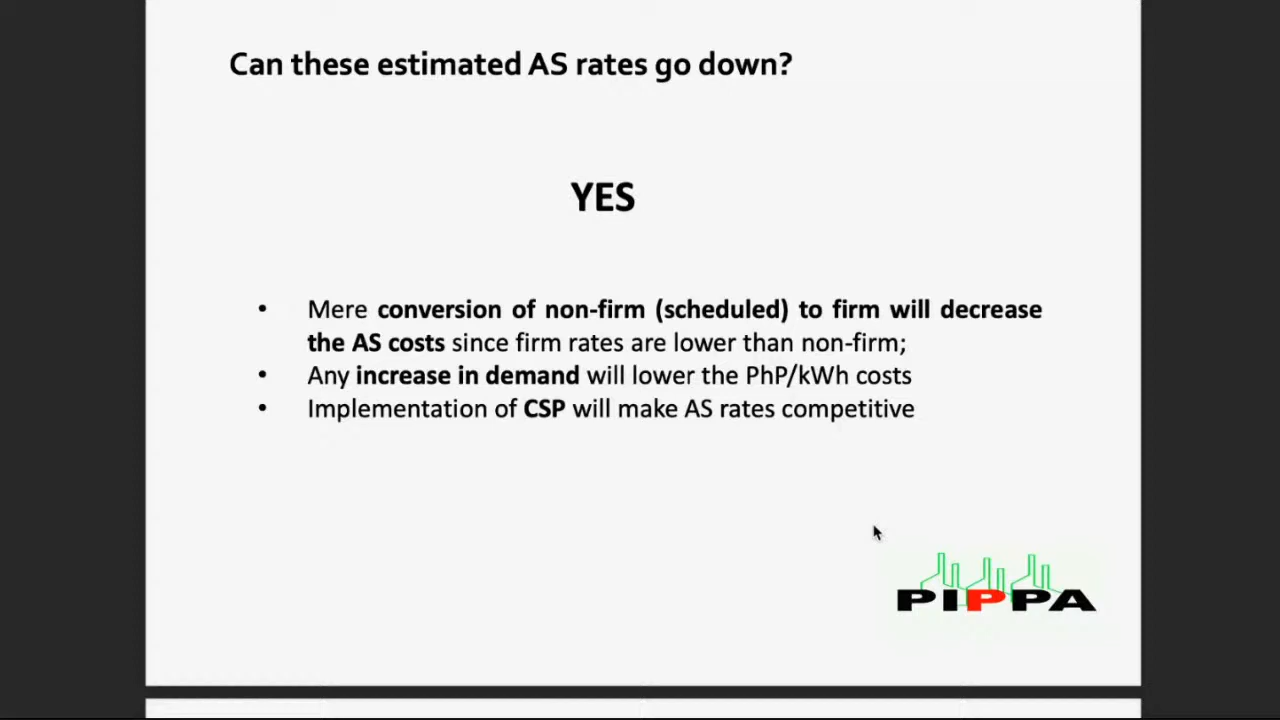 Can these estimated AS rates go down?
YES
• Mere conversion of non-firm (scheduled) to firm will decrease
the AS costs since firm rates are lower than non-firm;
• Any increase in demand will lower the PhP/kWh costs
• Implementation of CSP will make AS rates competitive
PIPPA